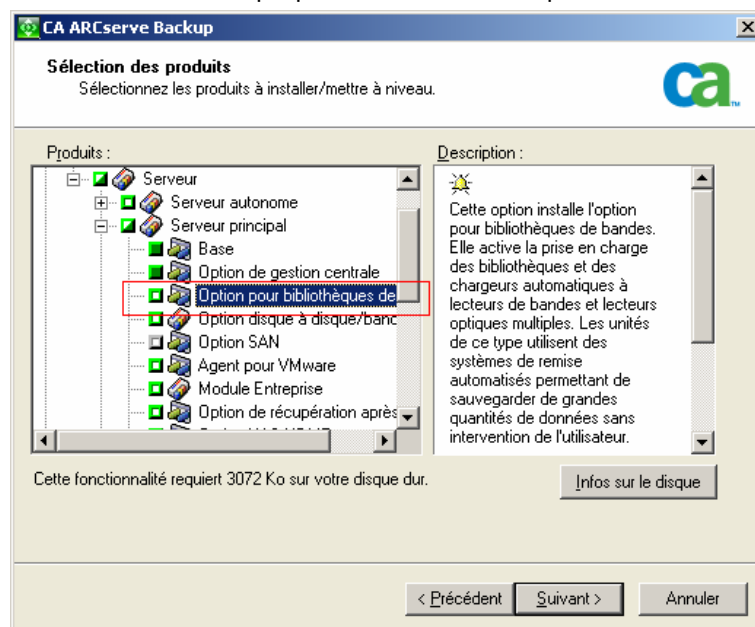 CA ARCserve Backup
Sélection des produits
Sélectionnez les produits à installer/mettre à niveau.
ca
Produits :
Serveur
Serveur autonome
Serveur principal
Base
Option de gestion centrale
Option pour bibliothèques de
Option disque à disque/banc
Option SAN
Agent pour VMware
Module Entreprise
Option de récupération après
Description :
Cette option installe l'option
pour bibliothèques de bandes.
Elle active la prise en charge
des bibliothèques et des
chargeurs automatiques à
lecteurs de bandes et lecteurs
optiques multiples. Les unités
de ce type utilisent des
systèmes de remise
automatisés permettant de
sauvegarder de grandes
quantités de données sans
intervention de l'utilisateur.
Cette fonctionnalité requiert 3072 Ko sur votre disque dur.
Infos sur le disque
< Précédent
Suivant >
Annuler